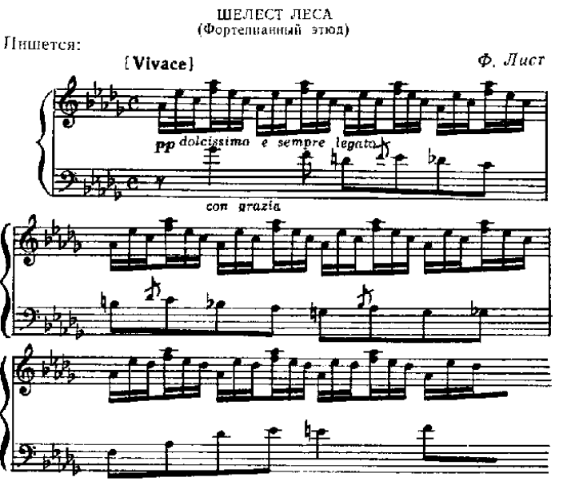 ШЕЛЕСТ ЛЕСА
(Фортепианный этюд)
Пишется:
[Vivace]
Ф. Лист
pp dolcissimo e sempre legato
con grazia